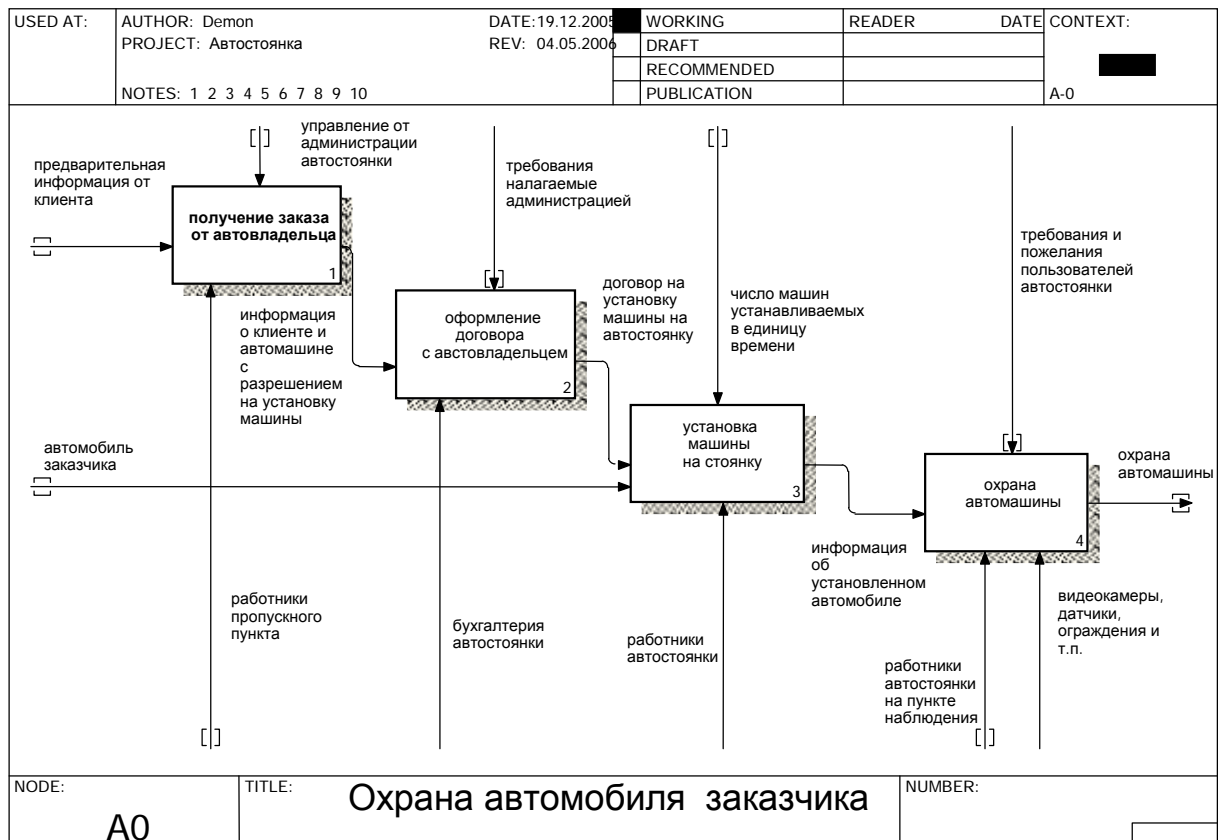 USED AT:
AUTHOR: Demon
DATE: 19.12.2005
WORKING
READER
DATE
CONTEXT:
PROJECT: Автостоянка
REV: 04.05.2006
DRAFT
RECOMMENDED
NOTES: 1 2 3 4 5 6 7 8 9 10
PUBLICATION
A-0
управление от
администрации
автостоянки
предварительная
информация от
клиента
требования
налагаемые
администрацией
получение заказа
от автовладельца
1
требования и
пожелания
пользователей
автостоянки
информация
о клиенте и
автомашине
с
разрешением
на установку
машины
оформление
договора
с австовладельцем
2
договор на
установку
машины на
автостоянку
число машин
устанавливаемых
в единицу
времени
автомобиль
заказчика
установка
машины
на стоянку
3
охрана
автомашины
4
охрана
автомашины
информация
об
установленном
автомобиле
работники
пропускного
пункта
бухгалтерия
автостоянки
работники
автостоянки
работники
автостоянки
на пункте
наблюдения
видеокамеры,
датчики,
ограждения и
т.п.
NODE:
A0
TITLE:
Охрана автомобиля заказчика
NUMBER: